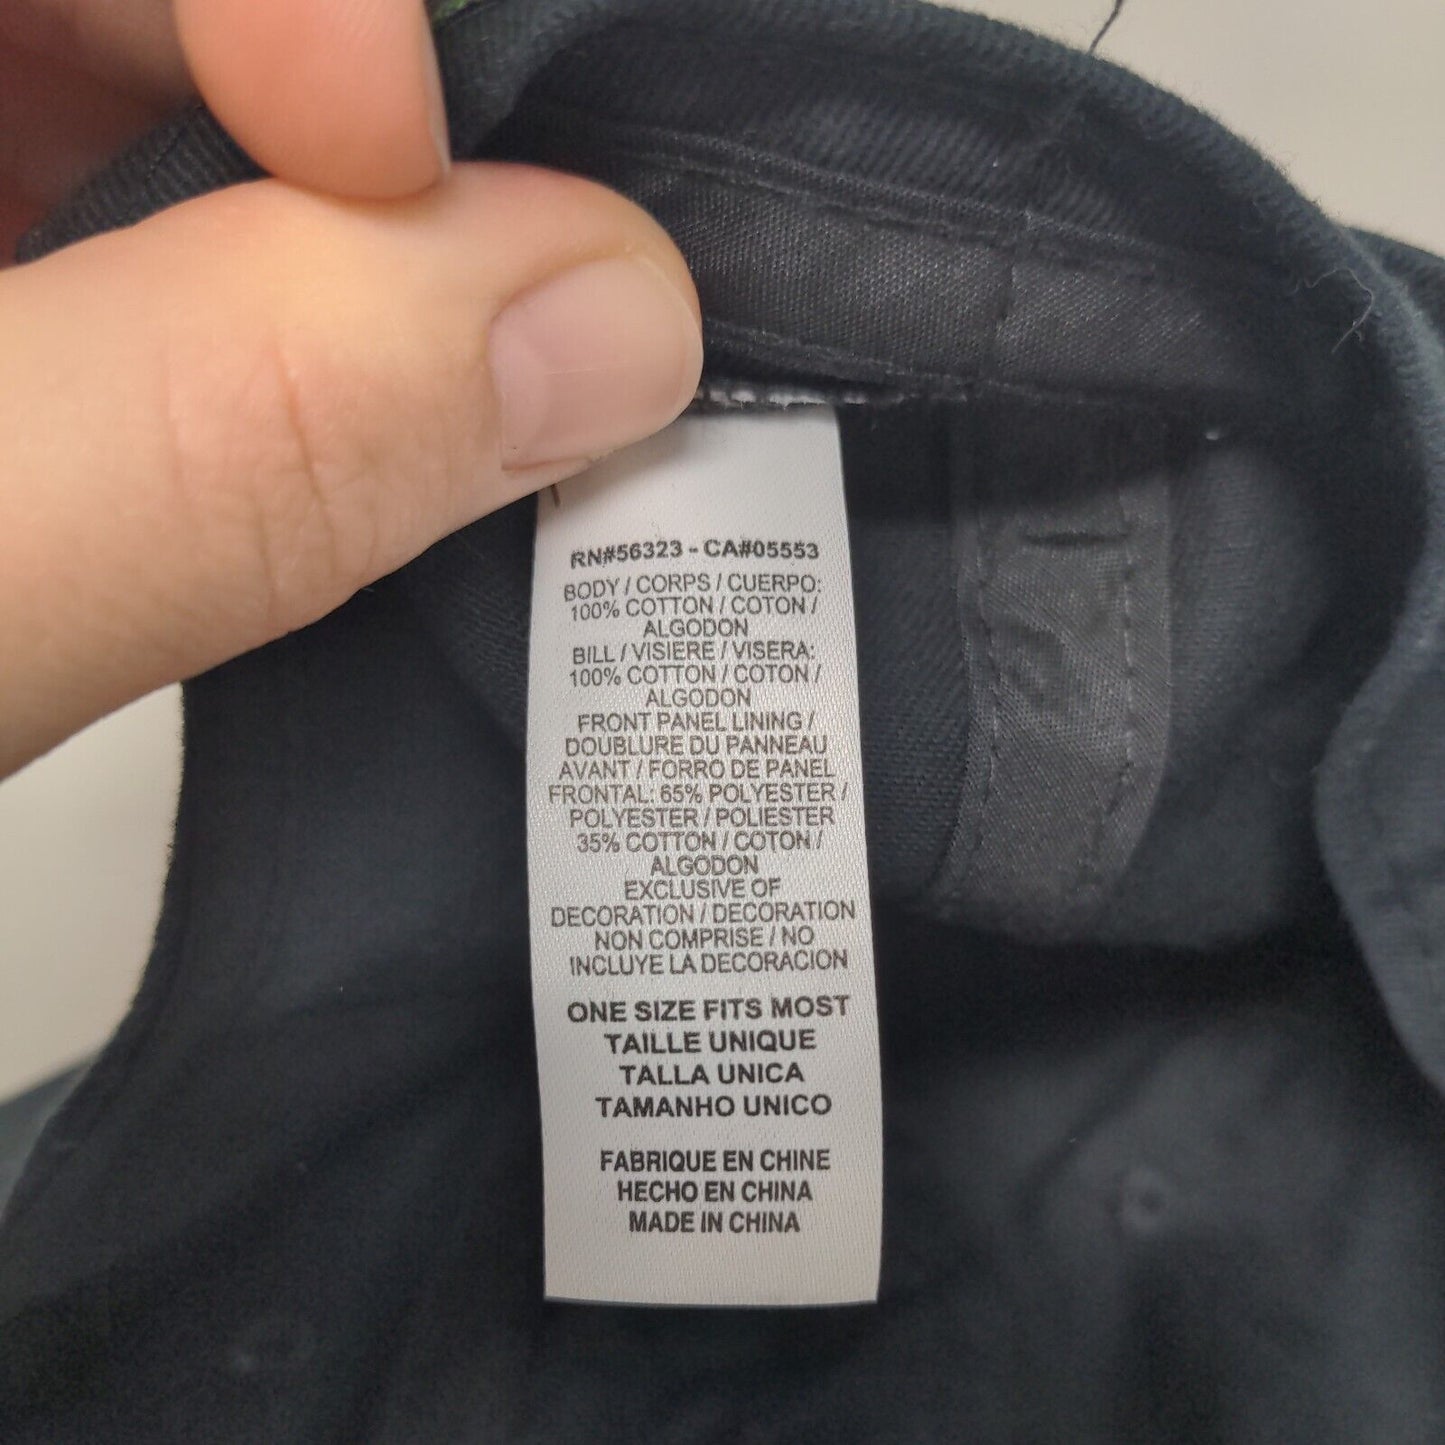 RN#56323 - CA#05553
BODY / CORPS / CUERPO:
100% COTTON / COTON /
ALGODON
BILL / VISIERE / VISERA:
100% COTTON / COTON /
ALGODON
FRONT PANEL LINING /
DOUBLURE DU PANNEAU
AVANT / FORRO DE PANEL
FRONTAL: 65% POLYESTER /
POLYESTER / POLIESTER
35% COTTON / COTON /
ALGODON
EXCLUSIVE OF
DECORATION / DECORATION
NON COMPRISE / NO
INCLUYE LA DECORACION
ONE SIZE FITS MOST
TAILLE UNIQUE
TALLA UNICA
TAMANHO UNICO
FABRIQUE EN CHINE
HECHO EN CHINA
MADE IN CHINA